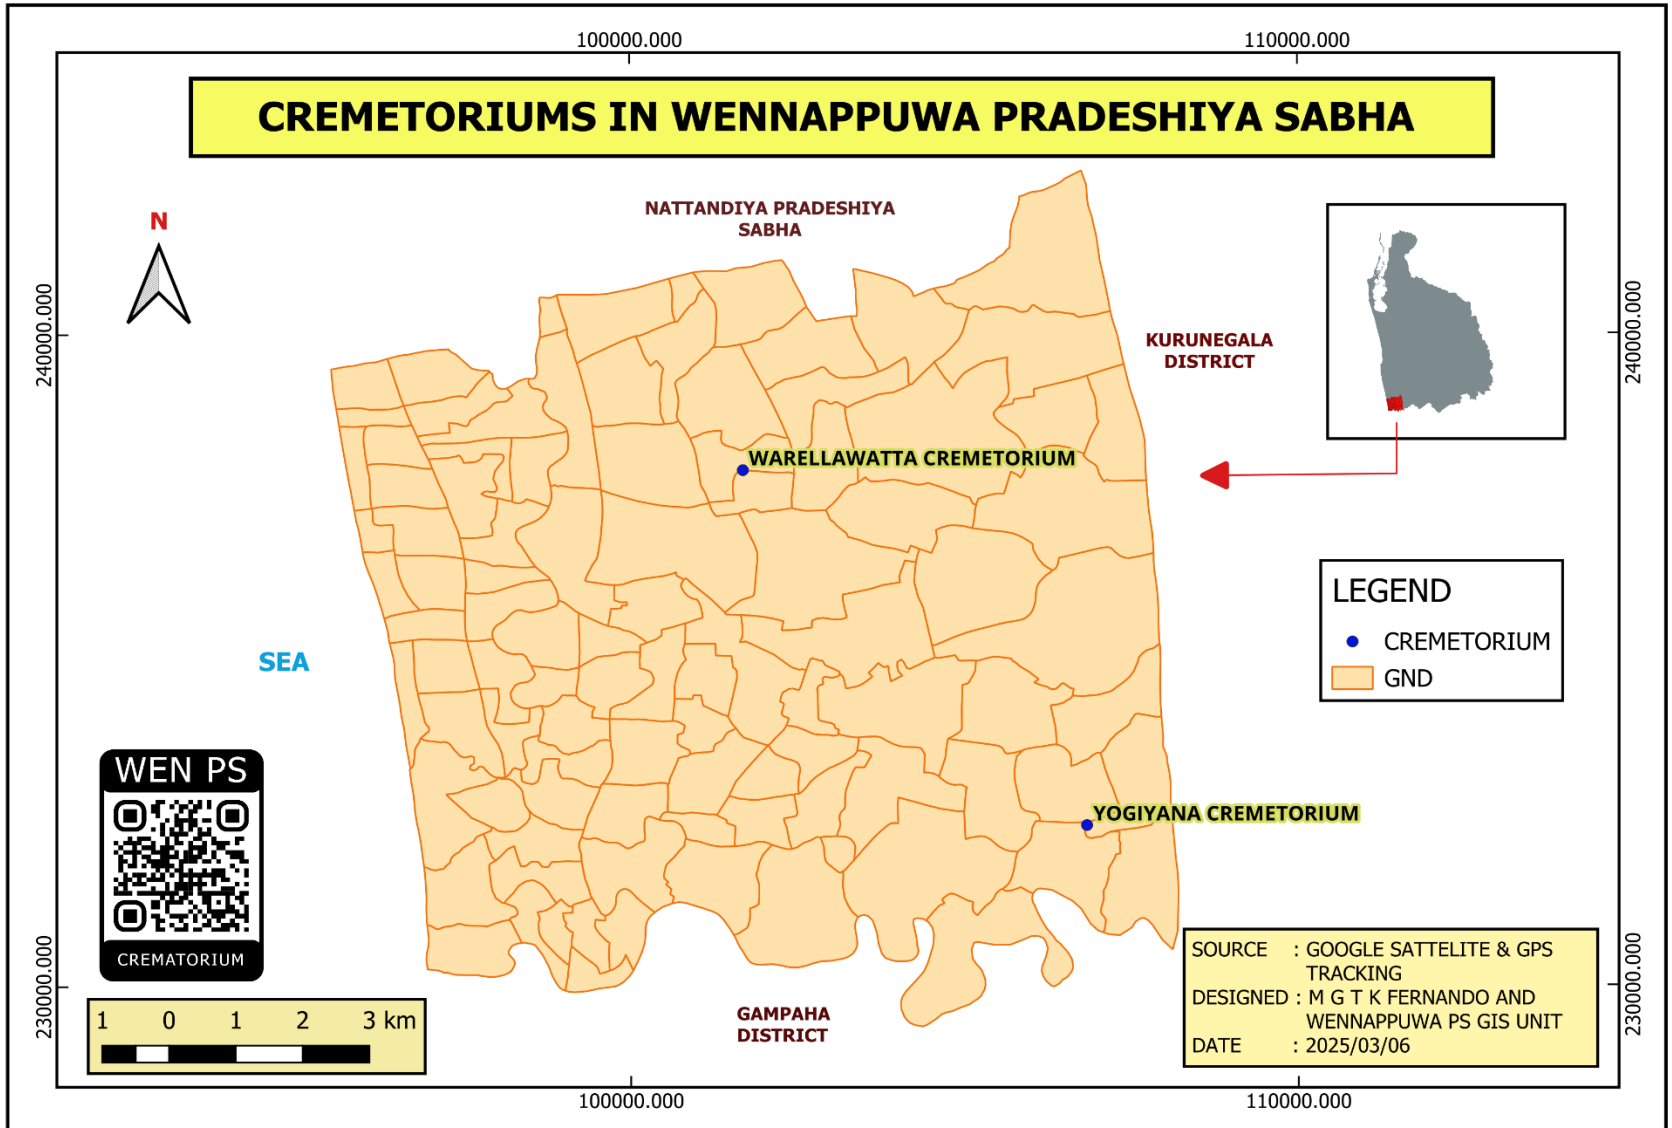 100000.000
110000.000
CREMETORIUMS IN WENNAPPUWA PRADESHIYA SABHA
N
NATTANDIYA PRADESHIYA
SABHA
240000.000
240000.000
KURUNEGALA
DISTRICT
WARELLAWATTA CREMETORIUM
LEGEND
CREMETORIUM
GND
SEA
WEN PS
CREMATORIUM
YOGIYANA CREMETORIUM
230000.000
230000.000
1 0 1 2 3 km
GAMPAHA
DISTRICT
SOURCE : GOOGLE SATTELITE & GPS
TRACKING
DESIGNED : M G T K FERNANDO AND
WENNAPPUWA PS GIS UNIT
DATE : 2025/03/06
100000.000
110000.000